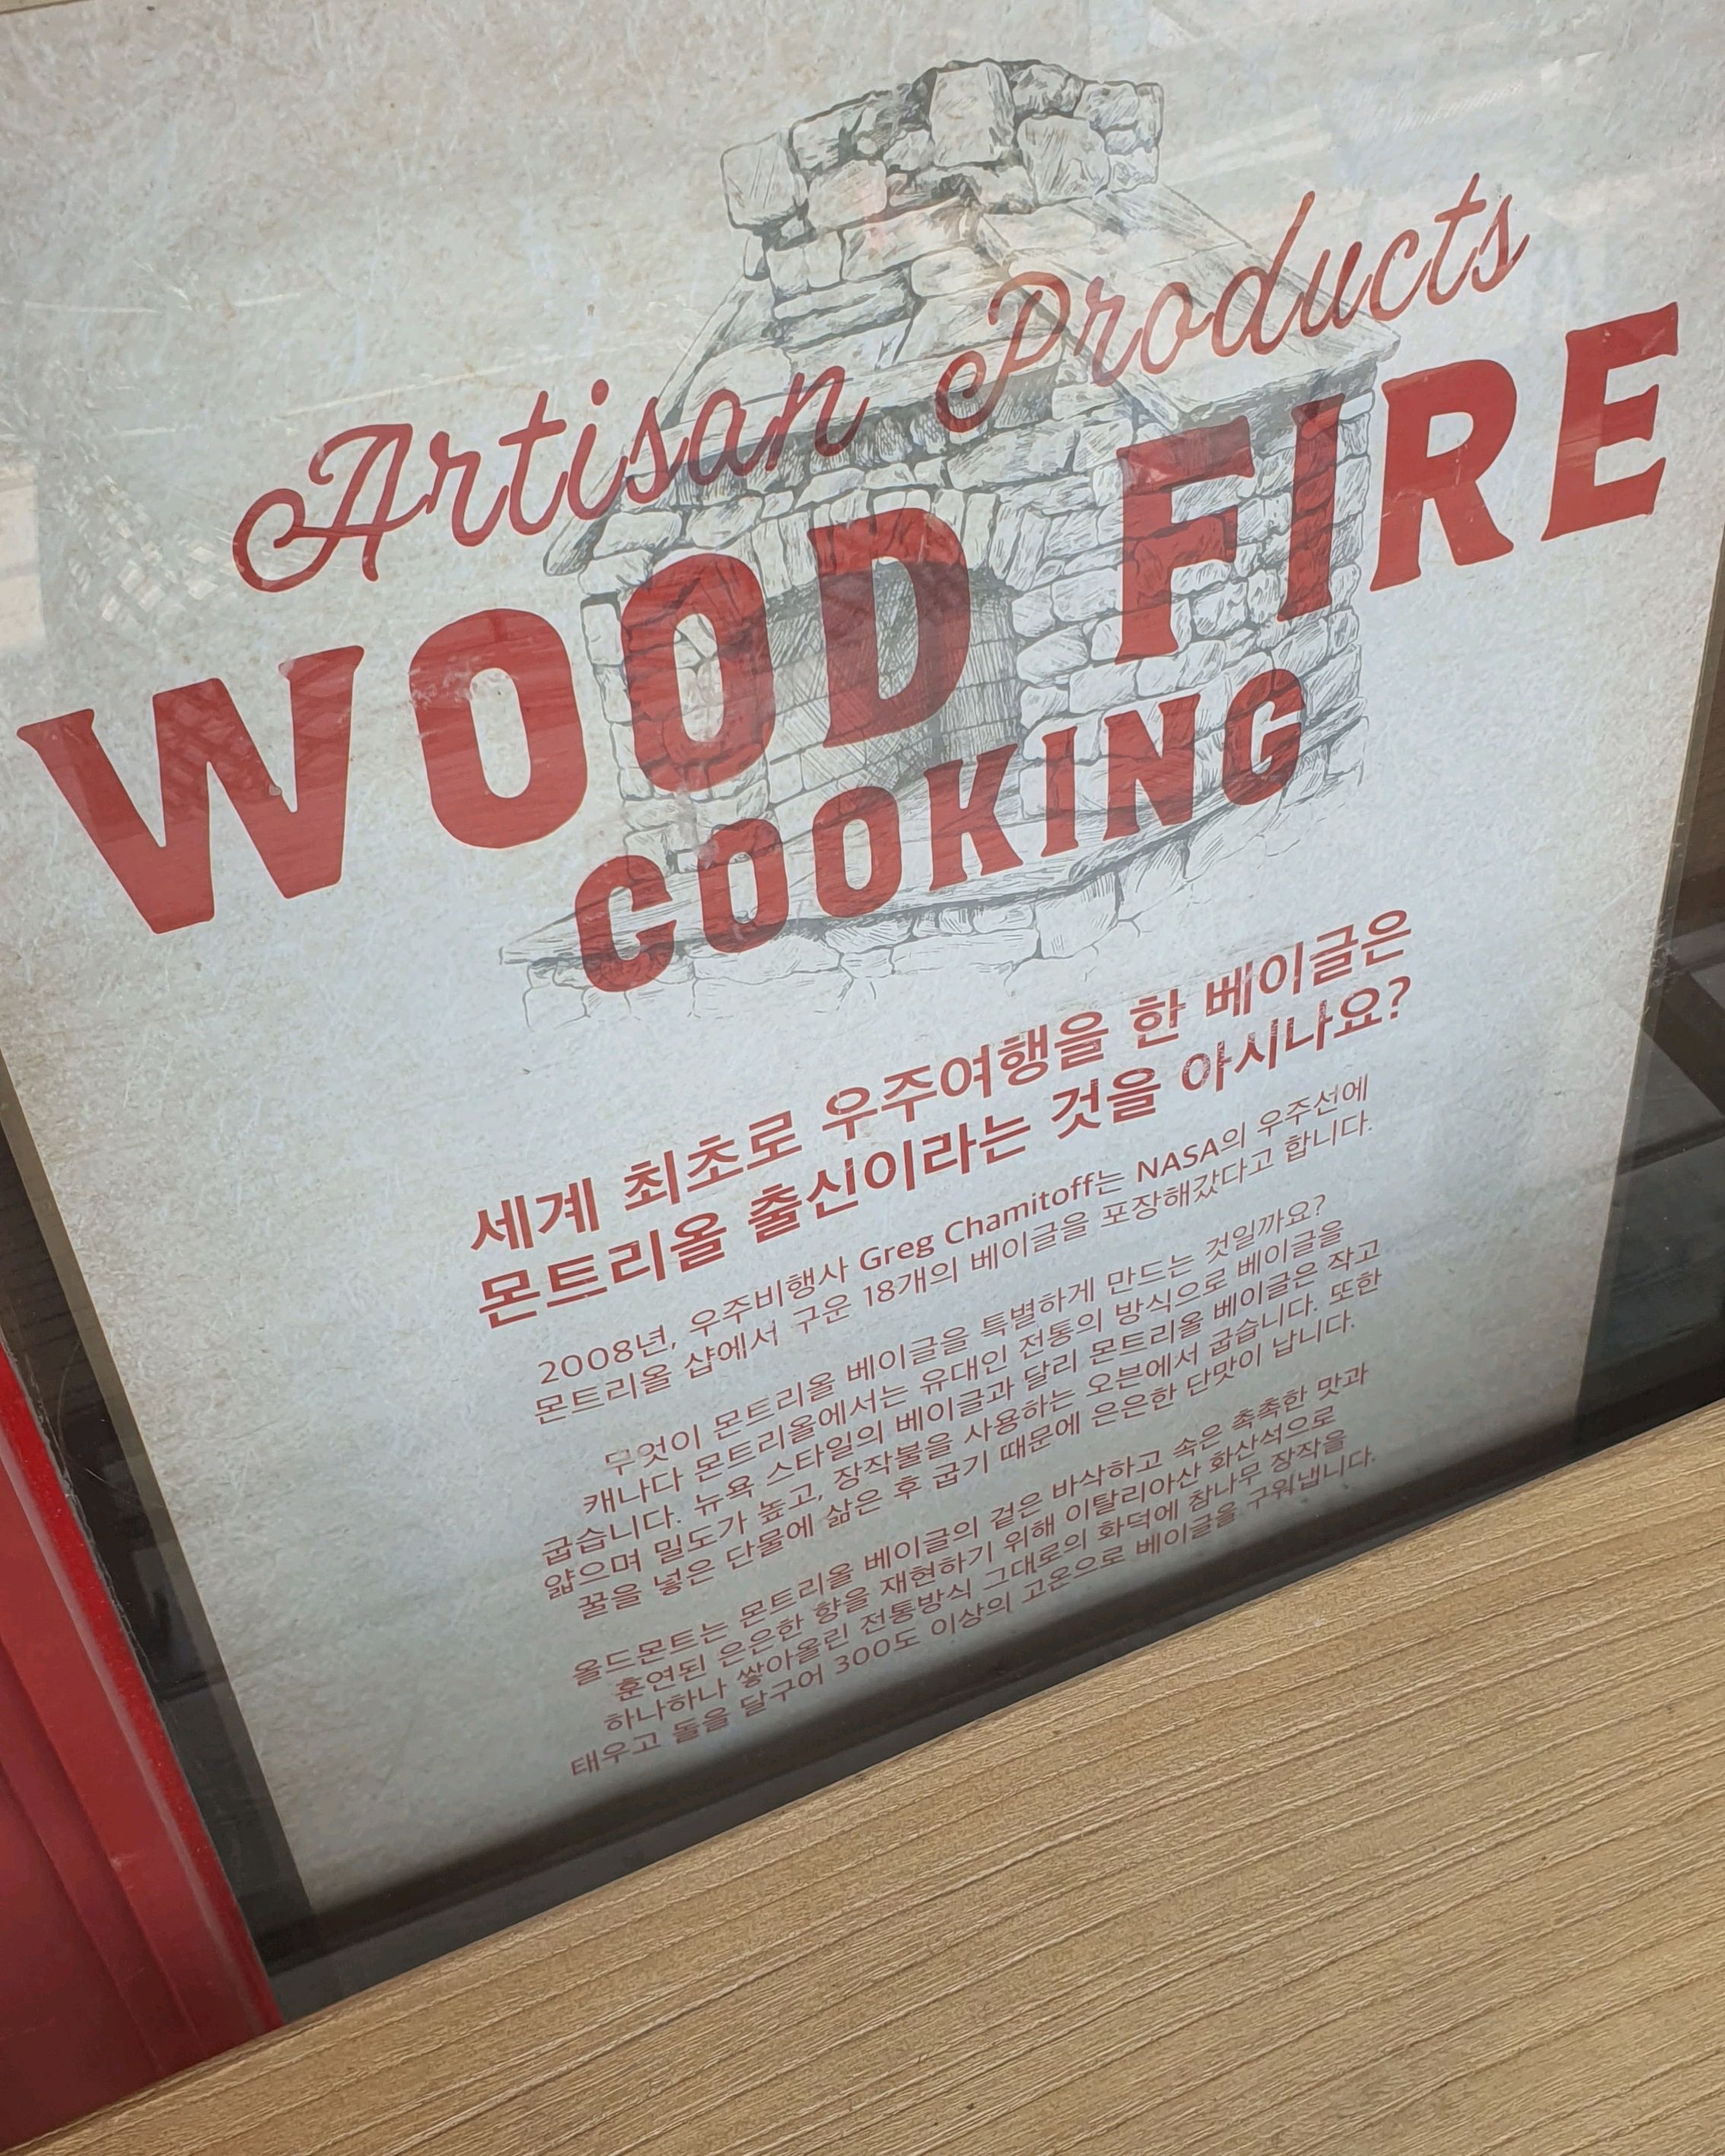 Artisan Products
WOOD FIRE
COOKING
세계 최초로 우주여행을 한 베이글은
몬트리올 출신이라는 것을 아시나요?
2008년, 우주비행사 Greg Chamitoff는 NASA의 우주선에
몬트리올 샵에서 구운 18개의 베이글을 포장해갔다고 합니다.
무엇이 몬트리올 베이글을 특별하게 만드는 것일까요?
캐나다 몬트리올에서는 유대인 전통의 방식으로 베이글을
굽습니다. 뉴욕 스타일의 베이글과 달리 몬트리올 베이글은 작고
얇으며 밀도가 높고, 장작불을 사용하는 오븐에서 굽습니다. 또한
꿀을 넣은 단물에 삶은 후 굽기 때문에 은은한 단맛이 납니다.
올드몬트는 몬트리올 베이글의 겉은 바삭하고 속은 촉촉한 맛과
훈연된 은은한 향을 재현하기 위해 이탈리아산 화산석으로
하나하나 쌓아올린 전통방식 그대로의 화덕에 참나무 장작을
태우고 돌을 달구어 300도 이상의 고온으로 베이글을 구워냅니다.